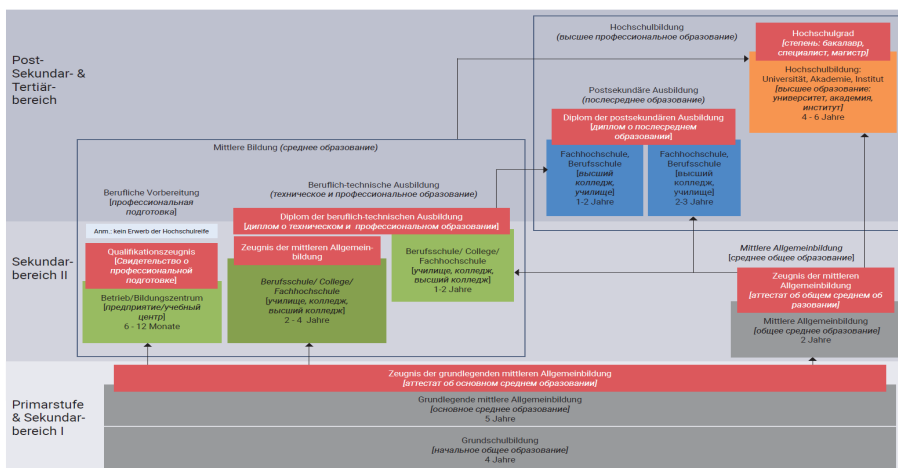 Post-
Sekundar- &
Tertiär-
bereich
Hochschulbildung
(высшее профессиональное образование)
Hochschulgrad
[степень: бакалавр,
специалист, магистр]
Hochschulbildung:
Universität, Akademie, Institut
[высшее образование:
университет, академия,
институт]
4 - 6 Jahre
Postsekundäre Ausbildung
(послесреднее образование)
Diplom der postsekundären Ausbildung
[диплом о послесреднем
образовании]
Fachhochschule,
Berufsschule
[высший
колледж,
училище]
1-2 Jahre
Fachhochschule,
Berufsschule
[высший
колледж,
училище]
2-3 Jahre
Mittlere Bildung (среднее образование)
Berufliche Vorbereitung
[профессиональная
подготовка]
Beruflich-technische Ausbildung
(техническое и профессиональное образование)
Sekundar-
bereich II
Anm.: kein Erwerb der Hochschulreife
Qualifikationszeugnis
[Свидетельство о
профессиональной
подготовке]
Betrieb/Bildungszentrum
[предприятие/учебный
центр]
6 - 12 Monate
Diplom der beruflich-technischen Ausbildung
[диплом о техническом и профессиональном образовании]
Zeugnis der mittleren Allgemein-
bildung
Berufsschule/ College/
Fachhochschule
[училище, колледж,
высший колледж]
2 - 4 Jahre
Berufsschule/ College/
Fachhochschule
[училище, колледж,
высший колледж]
1-2 Jahre
Mittlere Allgemeinbildung
[среднее общее образование]
Zeugnis der mittleren
Allgemeinbildung
[аттестат об общем среднем об
разовании]
Mittlere Allgemeinbildung
[общее среднее образование]
2 Jahre
Primarstufe
& Sekundar-
bereich I
Zeugnis der grundlegenden mittleren Allgemeinbildung
[аттестат об основном среднем образовании]
Grundlegende mittlere Allgemeinbildung
[основное среднее образование]
5 Jahre
Grundschulbildung
[начальное общее образование]
4 Jahre